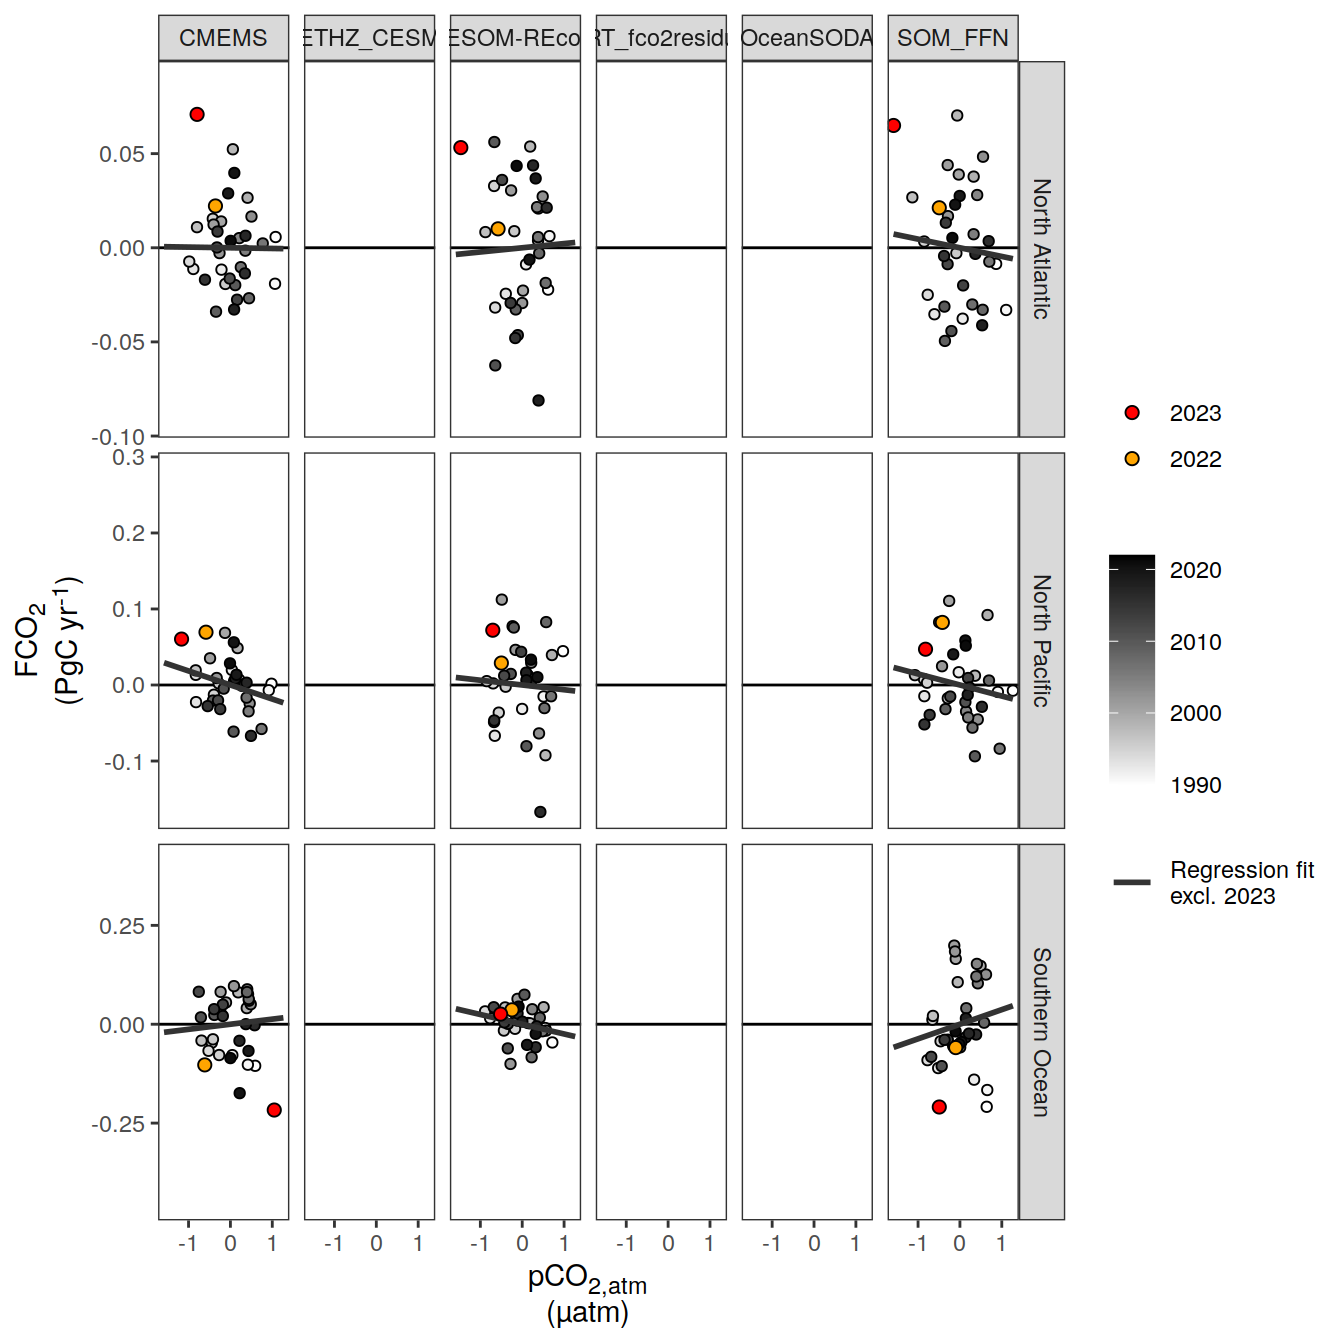 CMEMS ETHZ_CESM ESOM-REco RT_fco2residu OceanSODA SOM_FFN
0.05
0.00
-0.05
-0.10
North Atlantic
0.3
0.2
0.1
0.0
-0.1
North Pacific
0.25
0.00
-0.25
Southern Ocean
FCO2
(PgC yr-1)
-1 0 1 -1 0 1 -1 0 1 -1 0 1 -1 0 1 -1 0 1
pCO2,atm
(µatm)
2023
2022
2020
2010
2000
1990
Regression fit
excl. 2023